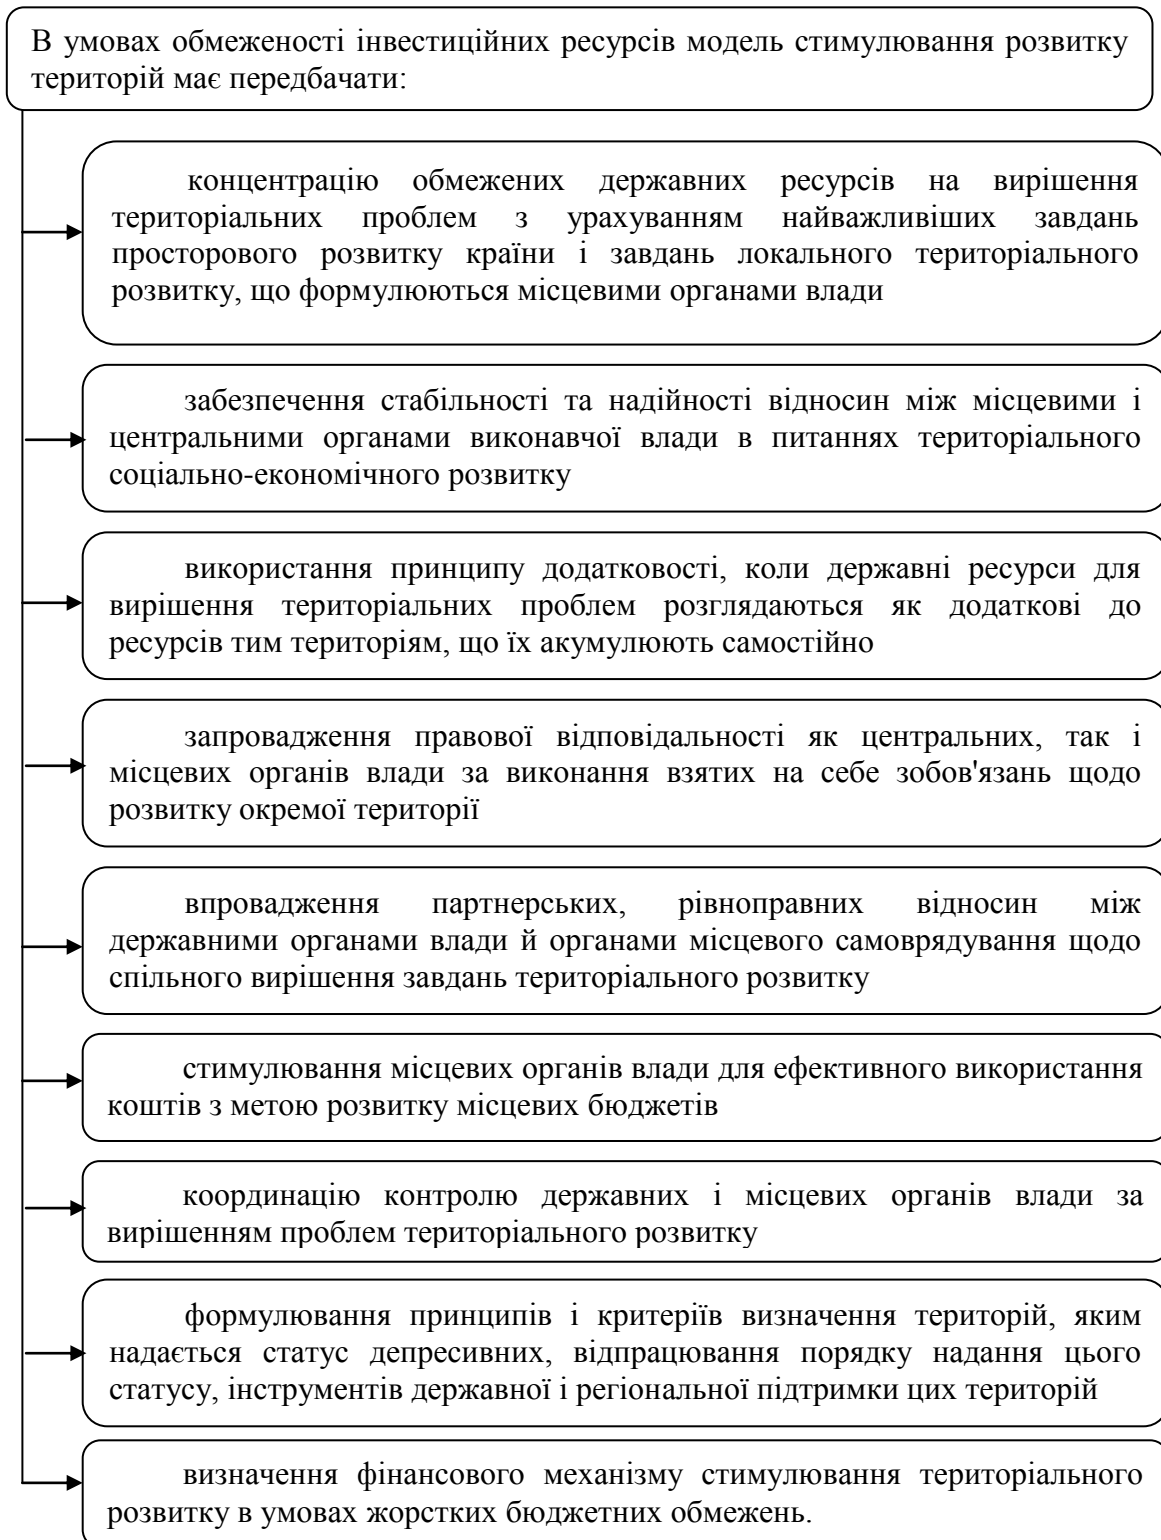 В умовах обмеженості інвестиційних ресурсів модель стимулювання розвитку
територій має передбачати:
концентрацію обмежених державних ресурсів на вирішення
територіальних проблем з урахуванням найважливіших завдань
просторового розвитку країни і завдань локального територіального
розвитку, що формулюються місцевими органами влади
забезпечення стабільності та надійності відносин між місцевими і
центральними органами виконавчої влади в питаннях територіального
соціально-економічного розвитку
використання принципу додатковості, коли державні ресурси для
вирішення територіальних проблем розглядаються як додаткові до
ресурсів тим територіям, що їх акумулюють самостійно
запровадження правової відповідальності як центральних, так і
місцевих органів влади за виконання взятих на себе зобов'язань щодо
розвитку окремої території
впровадження партнерських, рівноправних відносин між
державними органами влади й органами місцевого самоврядування щодо
спільного вирішення завдань територіального розвитку
стимулювання місцевих органів влади для ефективного використання
коштів з метою розвитку місцевих бюджетів
координацію контролю державних і місцевих органів влади за
вирішенням проблем територіального розвитку
формулювання принципів і критеріїв визначення територій, яким
надається статус депресивних, відпрацювання порядку надання цього
статусу, інструментів державної і регіональної підтримки цих територій
визначення фінансового механізму стимулювання територіального
розвитку в умовах жорстких бюджетних обмежень.